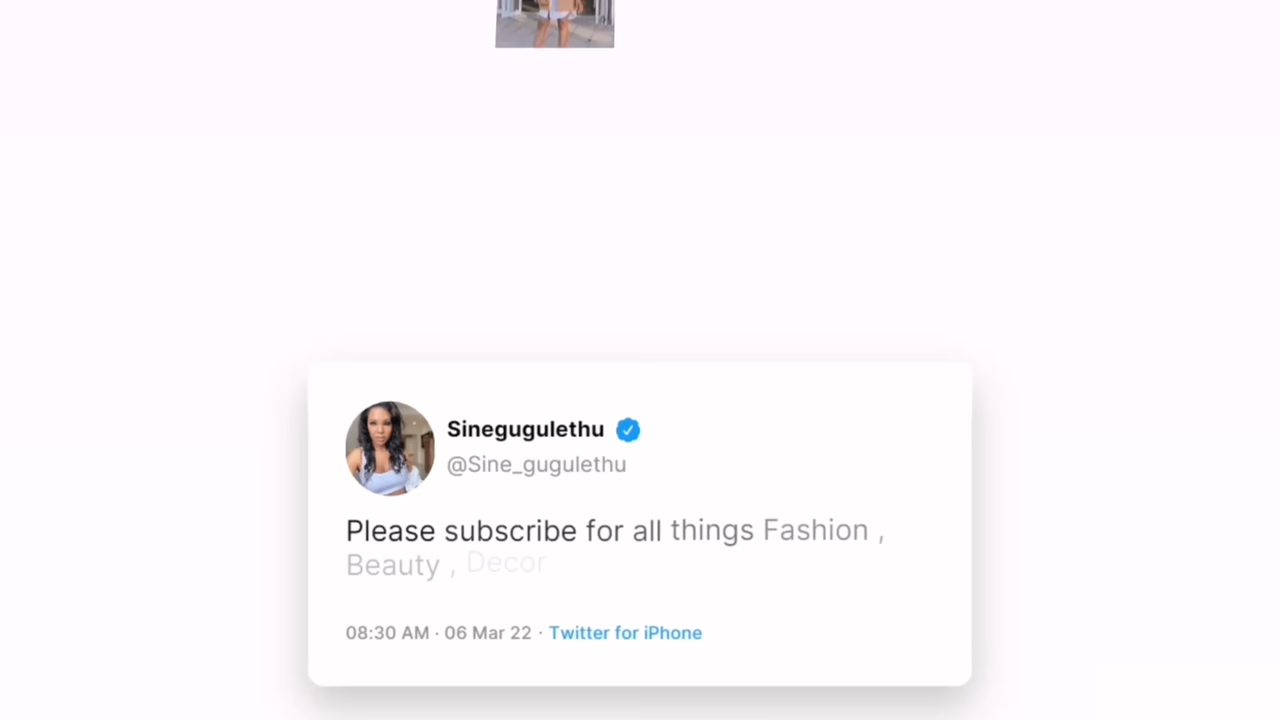 Sinegugulethu
@Sine_gugulethu
Please subscribe for all things Fashion ,
Beauty , Decor
08:30 AM · 06 Mar 22 · Twitter for iPhone